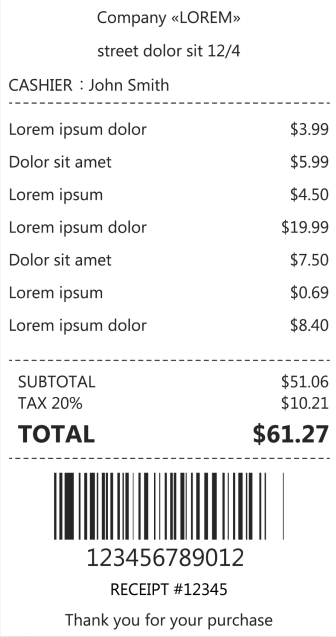 Company «LOREM»
street dolor sit 12/4
CASHIER : John Smith
Lorem ipsum dolor $3.99
Dolor sit amet $5.99
Lorem ipsum $4.50
Lorem ipsum dolor $19.99
Dolor sit amet $7.50
Lorem ipsum $0.69
Lorem ipsum dolor $8.40
SUBTOTAL $51.06
TAX 20% $10.21
TOTAL $61.27
123456789012
RECEIPT #12345
Thank you for your purchase